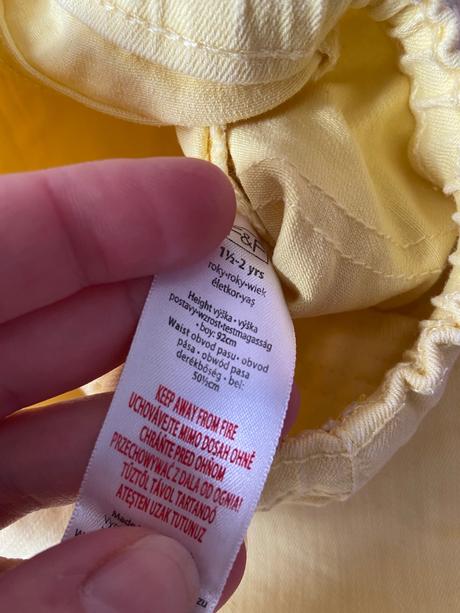 F&F
1½-2 yrs
roky•roky•wiek
életkor•yaş
Height výška • výška
postavy•wzrost•testmagasság
• boy: 92cm
Waist obvod pasu • obvod
pása • obwód pasa
derékbőség • bel:
50½cm
KEEP AWAY FROM FIRE
UCHOVÁVETE MIMO DOSAH OHNĚ
CHRÁŇTE PRED OHŇOM
PRZECHOWYWAĆ Z DALA OD OGNIA!
TŰZTŐL TÁVOL TARTANDÓ
ATEŞTEN UZAK TUTUNUZ
Made